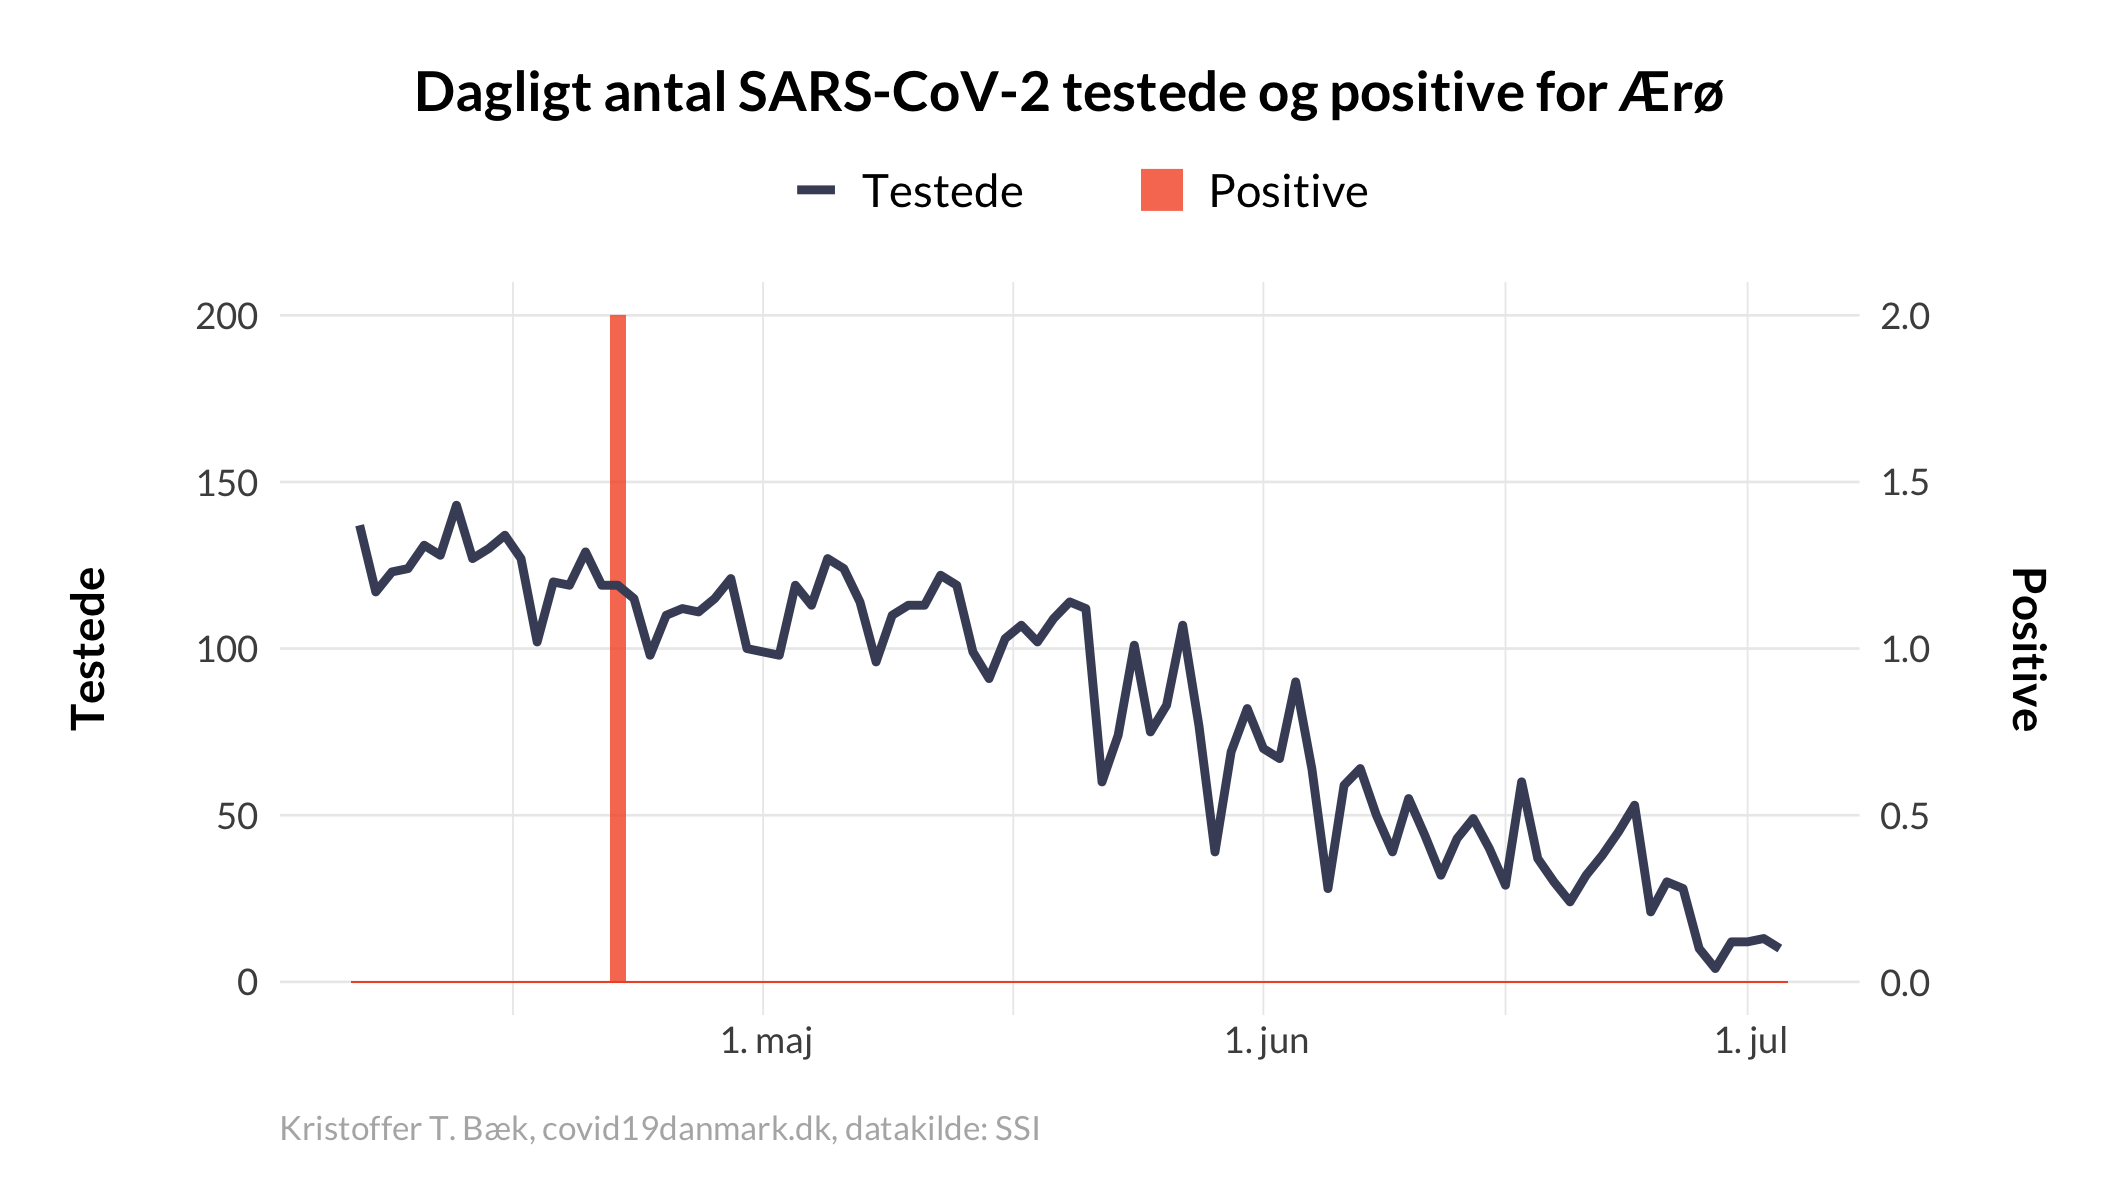 Dagligt antal SARS-CoV-2 testede og positive for Ærø
Testede
Positive
200
150
100
50
0
Testede
2.0
1.5
1.0
0.5
0.0
Positive
1. maj
1. jun
1. jul
Kristoffer T. Bæk, covid19danmark.dk, datakilde: SSI